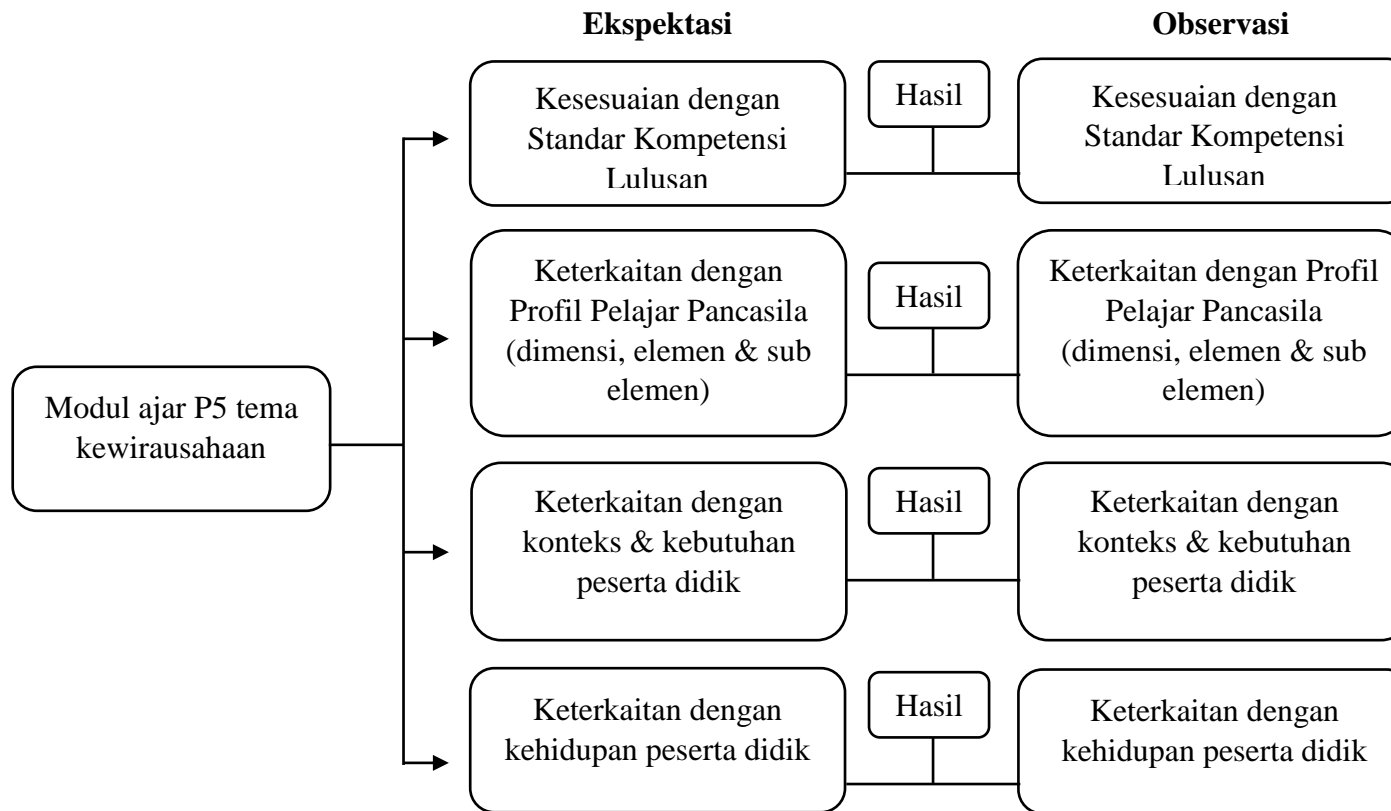 Ekspektasi
Observasi
Kesesuaian dengan
Standar Kompetensi
Lulusan
Hasil
Kesesuaian dengan
Standar Kompetensi
Lulusan
Keterkaitan dengan
Profil Pelajar Pancasila
(dimensi, elemen & sub
elemen)
Hasil
Keterkaitan dengan Profil
Pelajar Pancasila
(dimensi, elemen & sub
elemen)
Modul ajar P5 tema
kewirausahaan
Keterkaitan dengan
konteks & kebutuhan
peserta didik
Hasil
Keterkaitan dengan
konteks & kebutuhan
peserta didik
Keterkaitan dengan
kehidupan peserta didik
Hasil
Keterkaitan dengan
kehidupan peserta didik